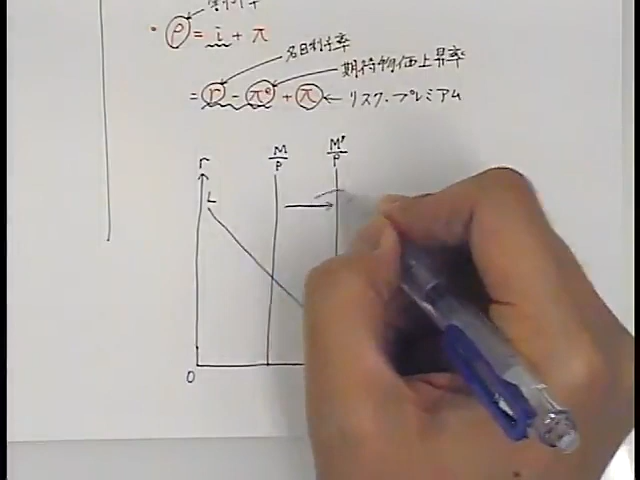 ・ρ = i + π
名目利子率
期待物価上昇率
= r - πᵉ + π ← リスク・プレミアム
M/P M'/P
r
L
0